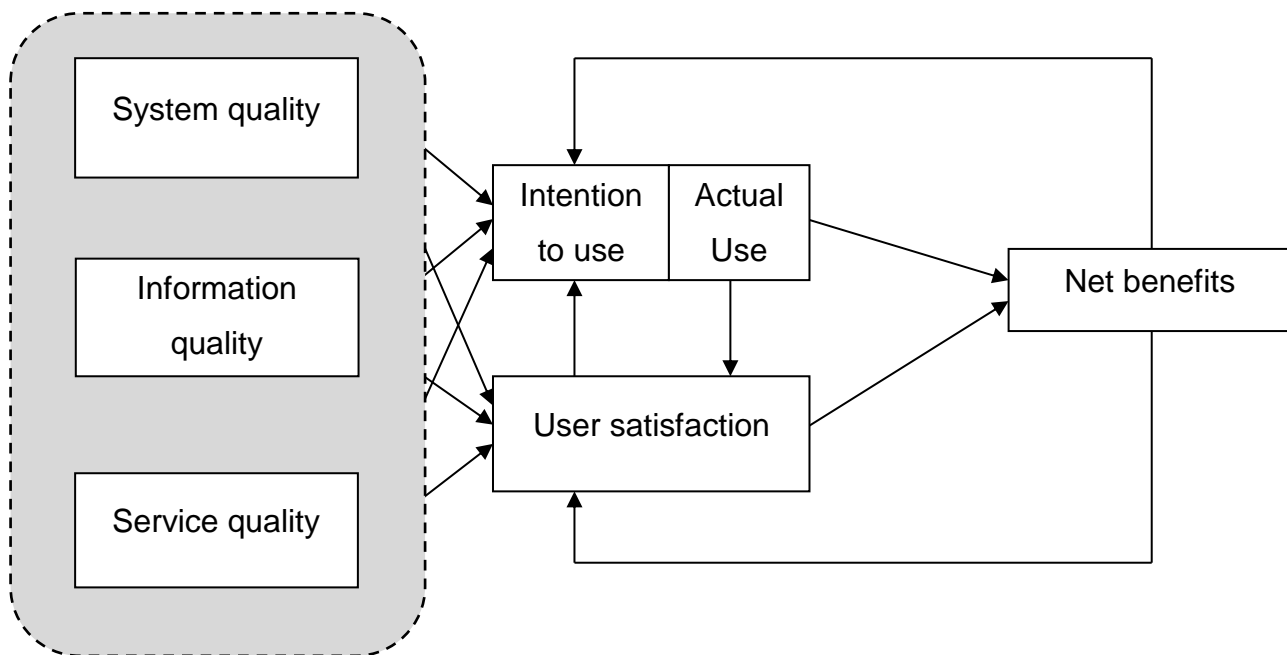 System quality
Information
quality
Service quality
Intention
to use
Actual
Use
User satisfaction
Net benefits